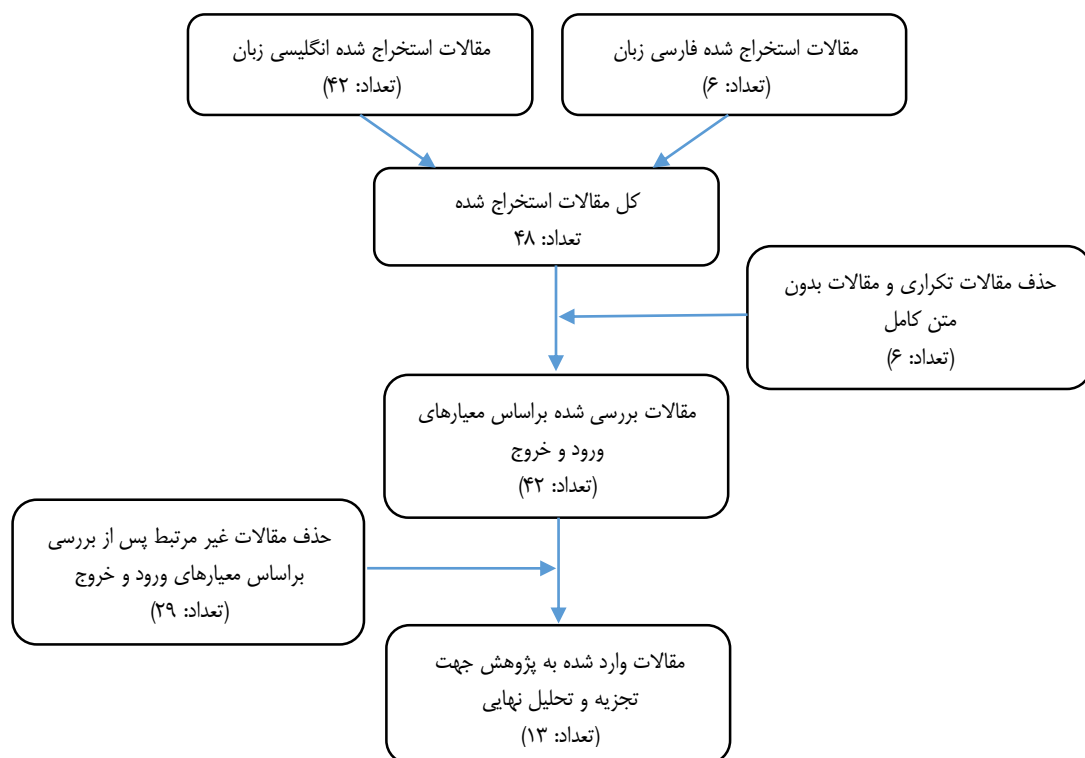 مقالات استخراج شده فارسی زبان
(تعداد: ۶)
مقالات استخراج شده انگلیسی زبان
(تعداد: ۴۲)
کل مقالات استخراج شده
تعداد: ۴۸
حذف مقالات تکراری و مقالات بدون
متن کامل
(تعداد: ۶)
مقالات بررسی شده براساس معیارهای
ورود و خروج
(تعداد: ۴۲)
حذف مقالات غیر مرتبط پس از بررسی
براساس معیارهای ورود و خروج
(تعداد: ۲۹)
مقالات وارد شده به پژوهش جهت
تجزیه و تحلیل نهایی
(تعداد: ۱۳)